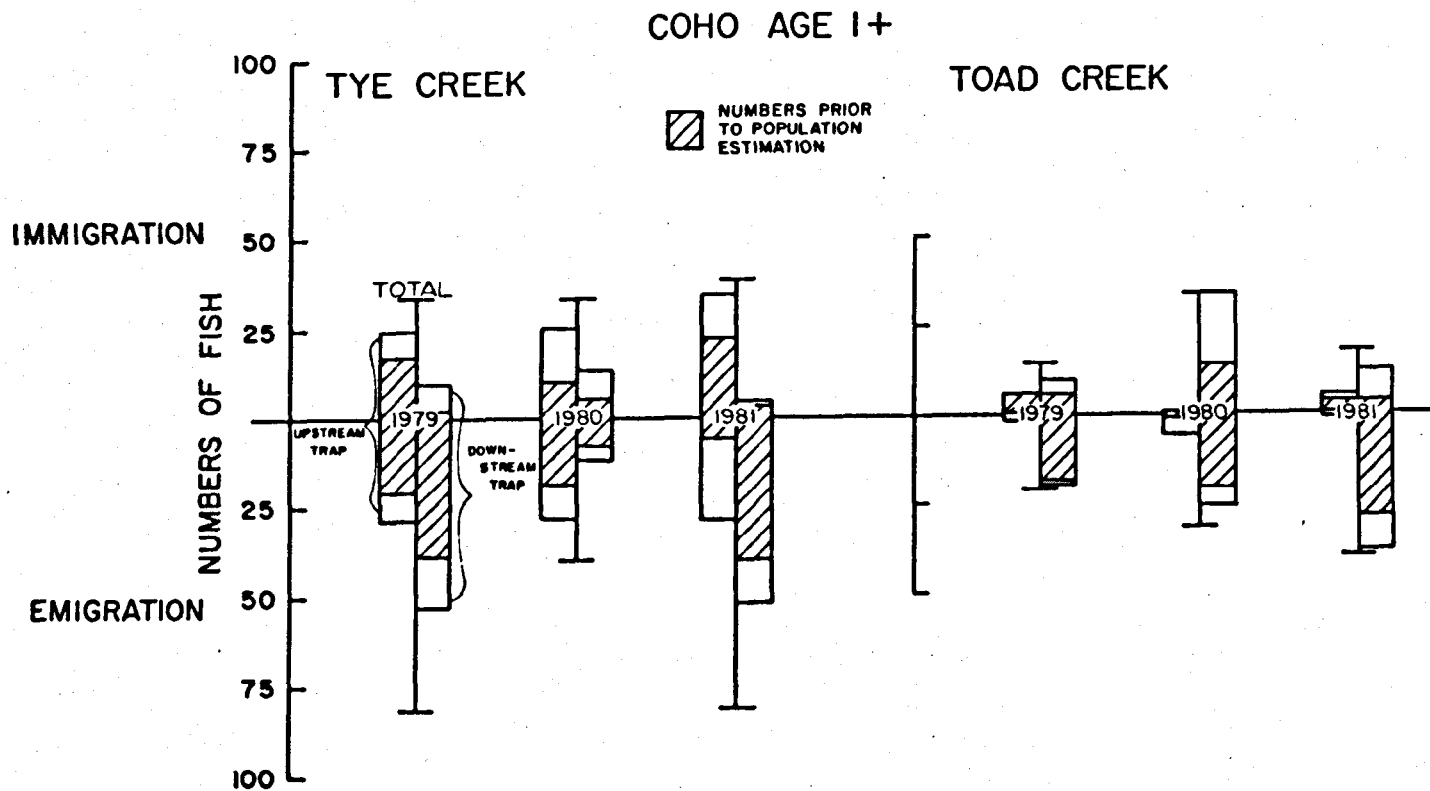 COHO AGE 1+
TYE CREEK
TOAD CREEK
NUMBERS PRIOR
TO POPULATION
ESTIMATION
IMMIGRATION
EMIGRATION
NUMBERS OF FISH
100
75
50
25
25
50
75
100
TOTAL
UPSTREAM
TRAP
1979
DOWN-
STREAM
TRAP
1980
1981
1979
1980
1981